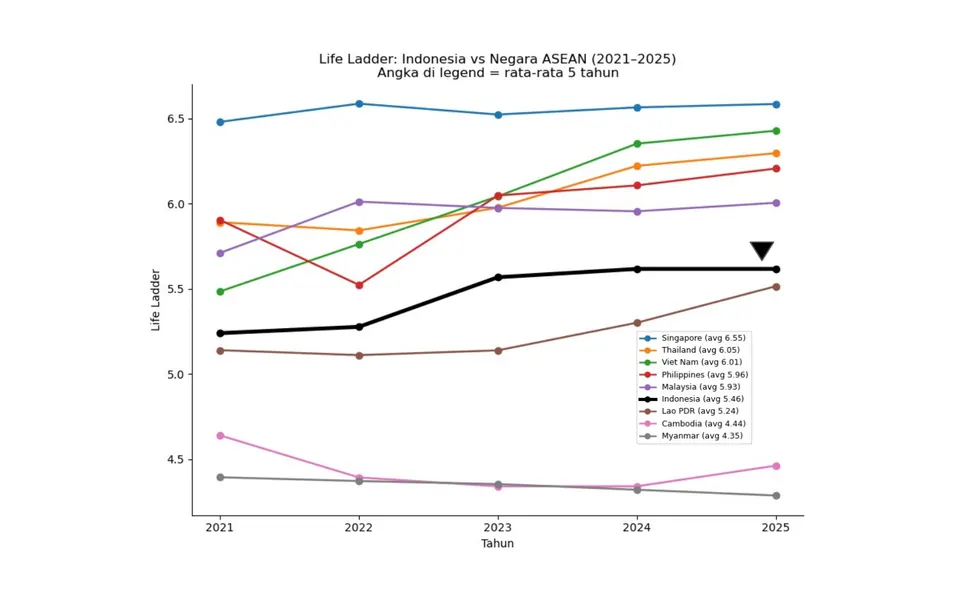 Life Ladder: Indonesia vs Negara ASEAN (2021–2025)
Angka di legend = rata-rata 5 tahun
6.5
6.0
5.5
5.0
4.5
Life Ladder
Singapore (avg 6.55)
Thailand (avg 6.05)
Viet Nam (avg 6.01)
Philippines (avg 5.96)
Malaysia (avg 5.93)
Indonesia (avg 5.46)
Lao PDR (avg 5.24)
Cambodia (avg 4.44)
Myanmar (avg 4.35)
2021 2022 2023 2024 2025
Tahun